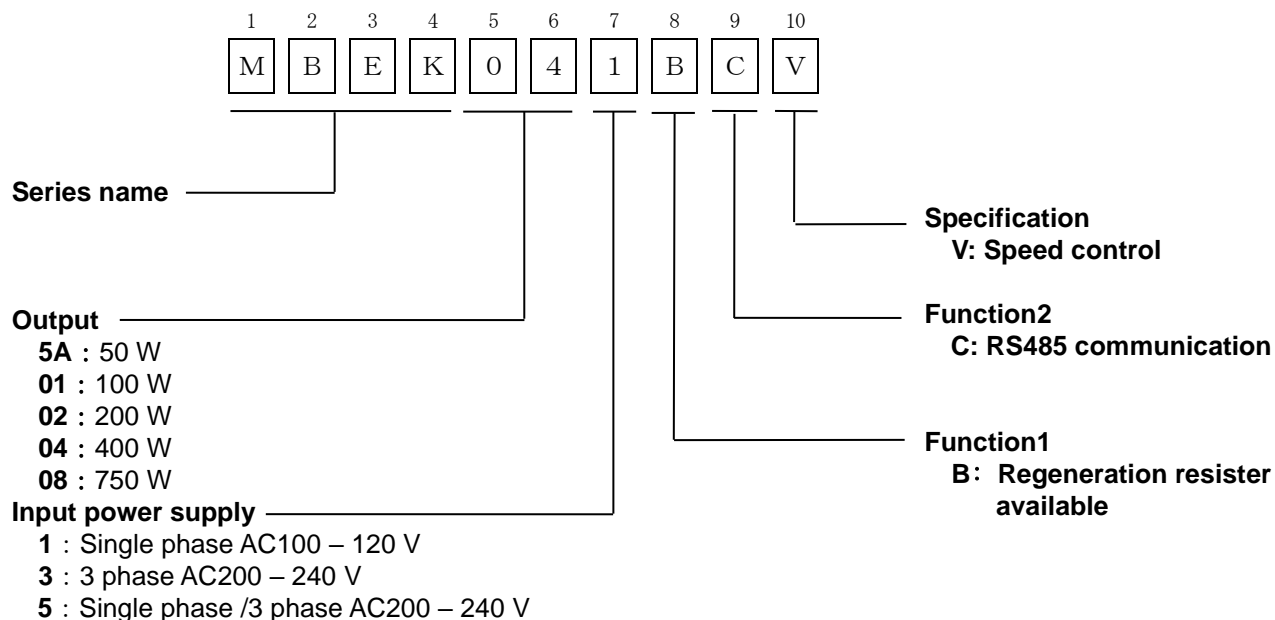 1 2 3 4 5 6 7 8 9 10
M B E K 0 4 1 B C V
Series name
Specification
V: Speed control
Output
5A : 50 W
01 : 100 W
02 : 200 W
04 : 400 W
08 : 750 W
Function2
C: RS485 communication
Function1
B: Regeneration resister
available
Input power supply
1 : Single phase AC100 – 120 V
3 : 3 phase AC200 – 240 V
5 : Single phase /3 phase AC200 – 240 V